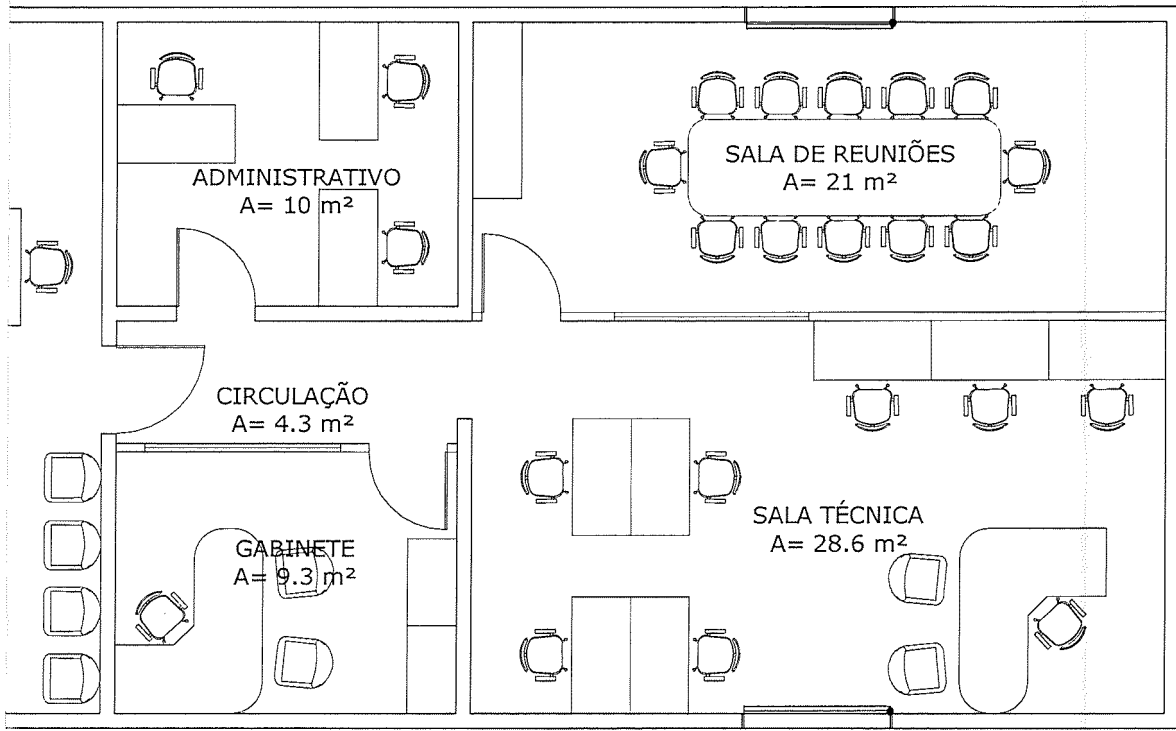 ADMINISTRATIVO
A= 10 m²
SALA DE REUNIÕES
A= 21 m²
CIRCULAÇÃO
A= 4.3 m²
GABINETE
A= 9.3 m²
SALA TÉCNICA
A= 28.6 m²